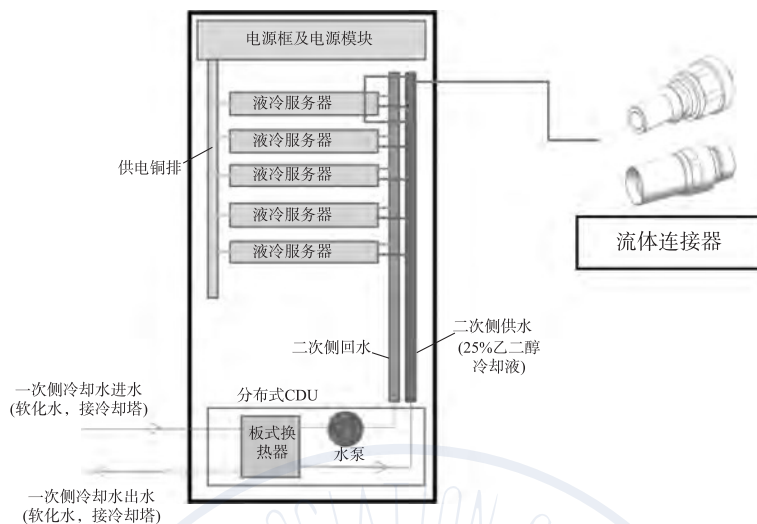 电源框及电源模块
液冷服务器
液冷服务器
液冷服务器
液冷服务器
液冷服务器
供电铜排
流体连接器
二次侧回水
二次侧供水
(25%乙二醇
冷却液)
一次侧冷却水进水
(软化水,接冷却塔)
分布式CDU
板式换
热器
水泵
一次侧冷却水出水
(软化水,接冷却塔)